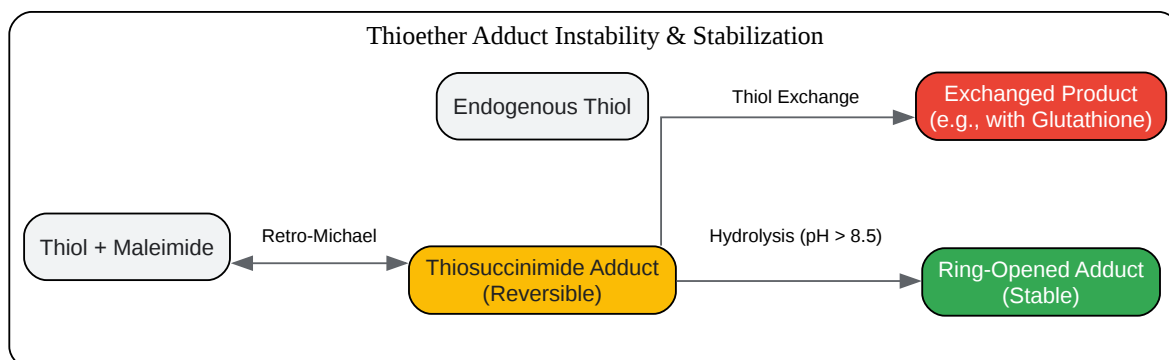 Thioether Adduct Instability & Stabilization
Endogenous Thiol
Thiol Exchange
Exchanged Product
(e.g., with Glutathione)
Thiol + Maleimide
Retro-Michael
Thiosuccinimide Adduct
(Reversible)
Hydrolysis (pH > 8.5)
Ring-Opened Adduct
(Stable)